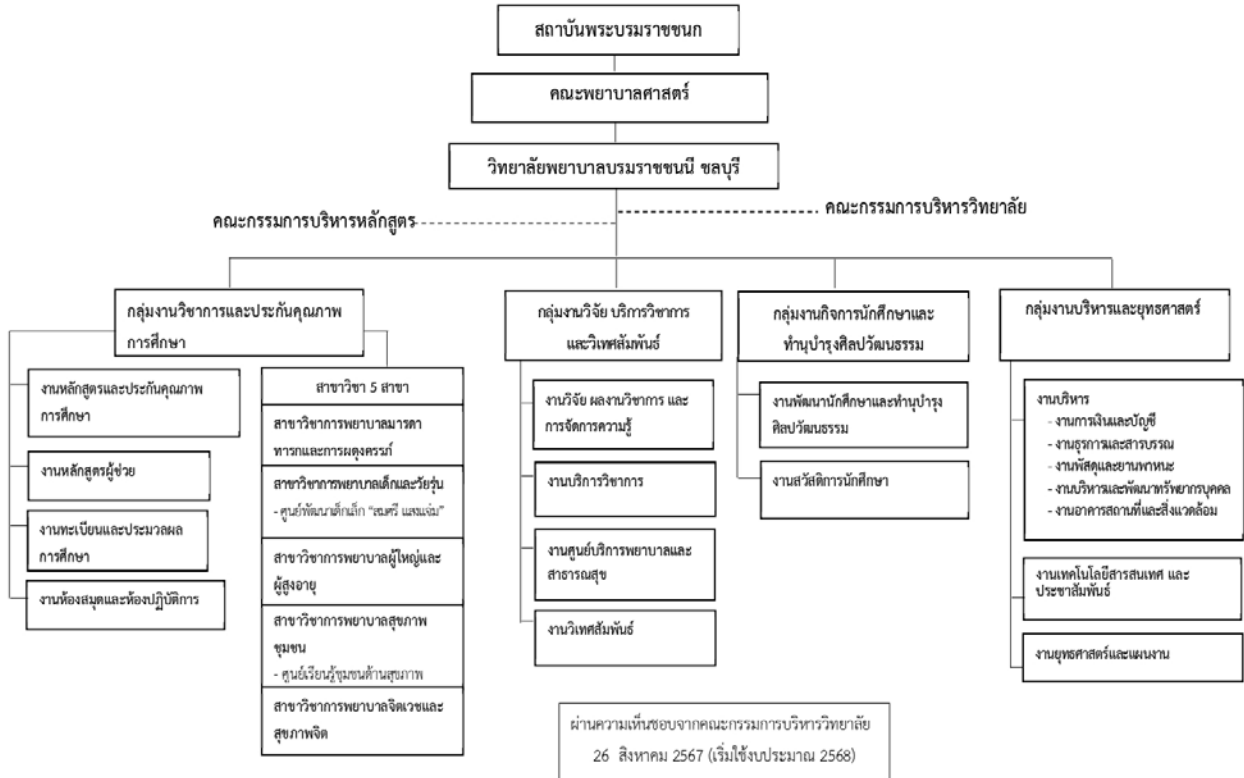 สถาบันพระบรมราชชนก
คณะพยาบาลศาสตร์
วิทยาลัยพยาบาลบรมราชชนนี ชลบุรี
คณะกรรมการบริหารหลักสูตร
คณะกรรมการบริหารวิทยาลัย
กลุ่มงานวิชาการและประกันคุณภาพ
การศึกษา
งานหลักสูตรและประกันคุณภาพ
การศึกษา
งานหลักสูตรผู้ช่วย
งานทะเบียนและประมวลผล
การศึกษา
งานห้องสมุดและห้องปฏิบัติการ
สาขาวิชา 5 สาขา
สาขาวิชาการพยาบาลมารดา
ทารกและการผดุงครรภ์
สาขาวิชาการพยาบาลเด็กและวัยรุ่น
- ศูนย์พัฒนาเด็กเล็ก “สมศรี แสงแจ่ม”
สาขาวิชาการพยาบาลผู้ใหญ่และ
ผู้สูงอายุ
สาขาวิชาการพยาบาลสุขภาพ
ชุมชน
- ศูนย์เรียนรู้ชุมชนด้านสุขภาพ
สาขาวิชาการพยาบาลจิตเวชและ
สุขภาพจิต
กลุ่มงานวิจัย บริการวิชาการ
และวิเทศสัมพันธ์
งานวิจัย ผลงานวิชาการ และ
การจัดการความรู้
งานบริการวิชาการ
งานศูนย์บริการพยาบาลและ
สาธารณสุข
งานวิเทศสัมพันธ์
กลุ่มงานกิจการนักศึกษาและ
ทำนุบำรุงศิลปวัฒนธรรม
งานพัฒนานักศึกษาและทำนุบำรุง
ศิลปวัฒนธรรม
งานสวัสดิการนักศึกษา
กลุ่มงานบริหารและยุทธศาสตร์
งานบริหาร
- งานการเงินและบัญชี
- งานธุรการและสารบรรณ
- งานพัสดุและยานพาหนะ
- งานบริหารและพัฒนาทรัพยากรบุคคล
- งานอาคารสถานที่และสิ่งแวดล้อม
งานเทคโนโลยีสารสนเทศ และ
ประชาสัมพันธ์
งานยุทธศาสตร์และแผนงาน
ผ่านความเห็นชอบจากคณะกรรมการบริหารวิทยาลัย
26 สิงหาคม 2567 (เริ่มใช้งบประมาณ 2568)